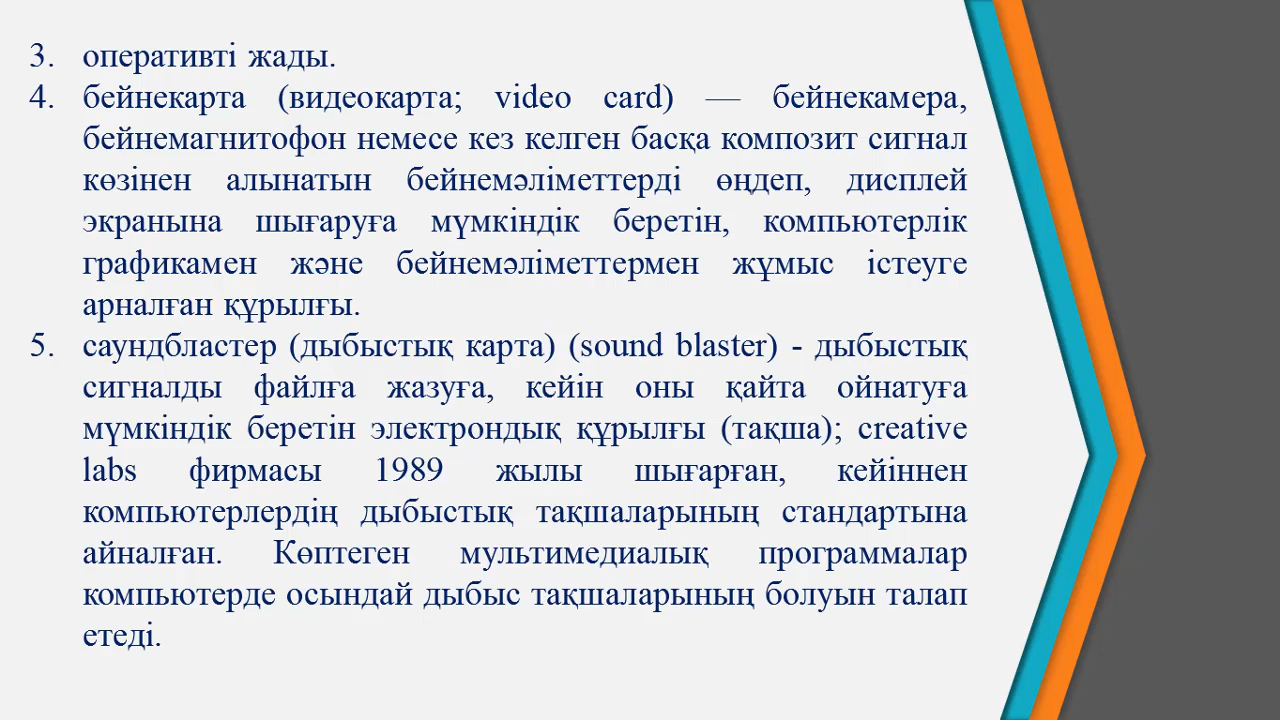 3. оперативті жады.
4. бейнекарта (видеокарта; video card) — бейнекамера,
бейнемагнитофон немесе кез келген басқа композит сигнал
көзінен алынатын бейнемәліметтерді өңдеп, дисплей
экранына шығаруға мүмкіндік беретін, компьютерлік
графикамен және бейнемәліметтермен жұмыс істеуге
арналған құрылғы.
5. саундбластер (дыбыстық карта) (sound blaster) - дыбыстық
сигналды файлға жазуға, кейін оны қайта ойнатуға
мүмкіндік беретін электрондық құрылғы (тақша); creative
labs фирмасы 1989 жылы шығарған, кейіннен
компьютерлердің дыбыстық тақшаларының стандартына
айналған. Көптеген мультимедиалық программалар
компьютерде осындай дыбыс тақшаларының болуын талап
етеді.